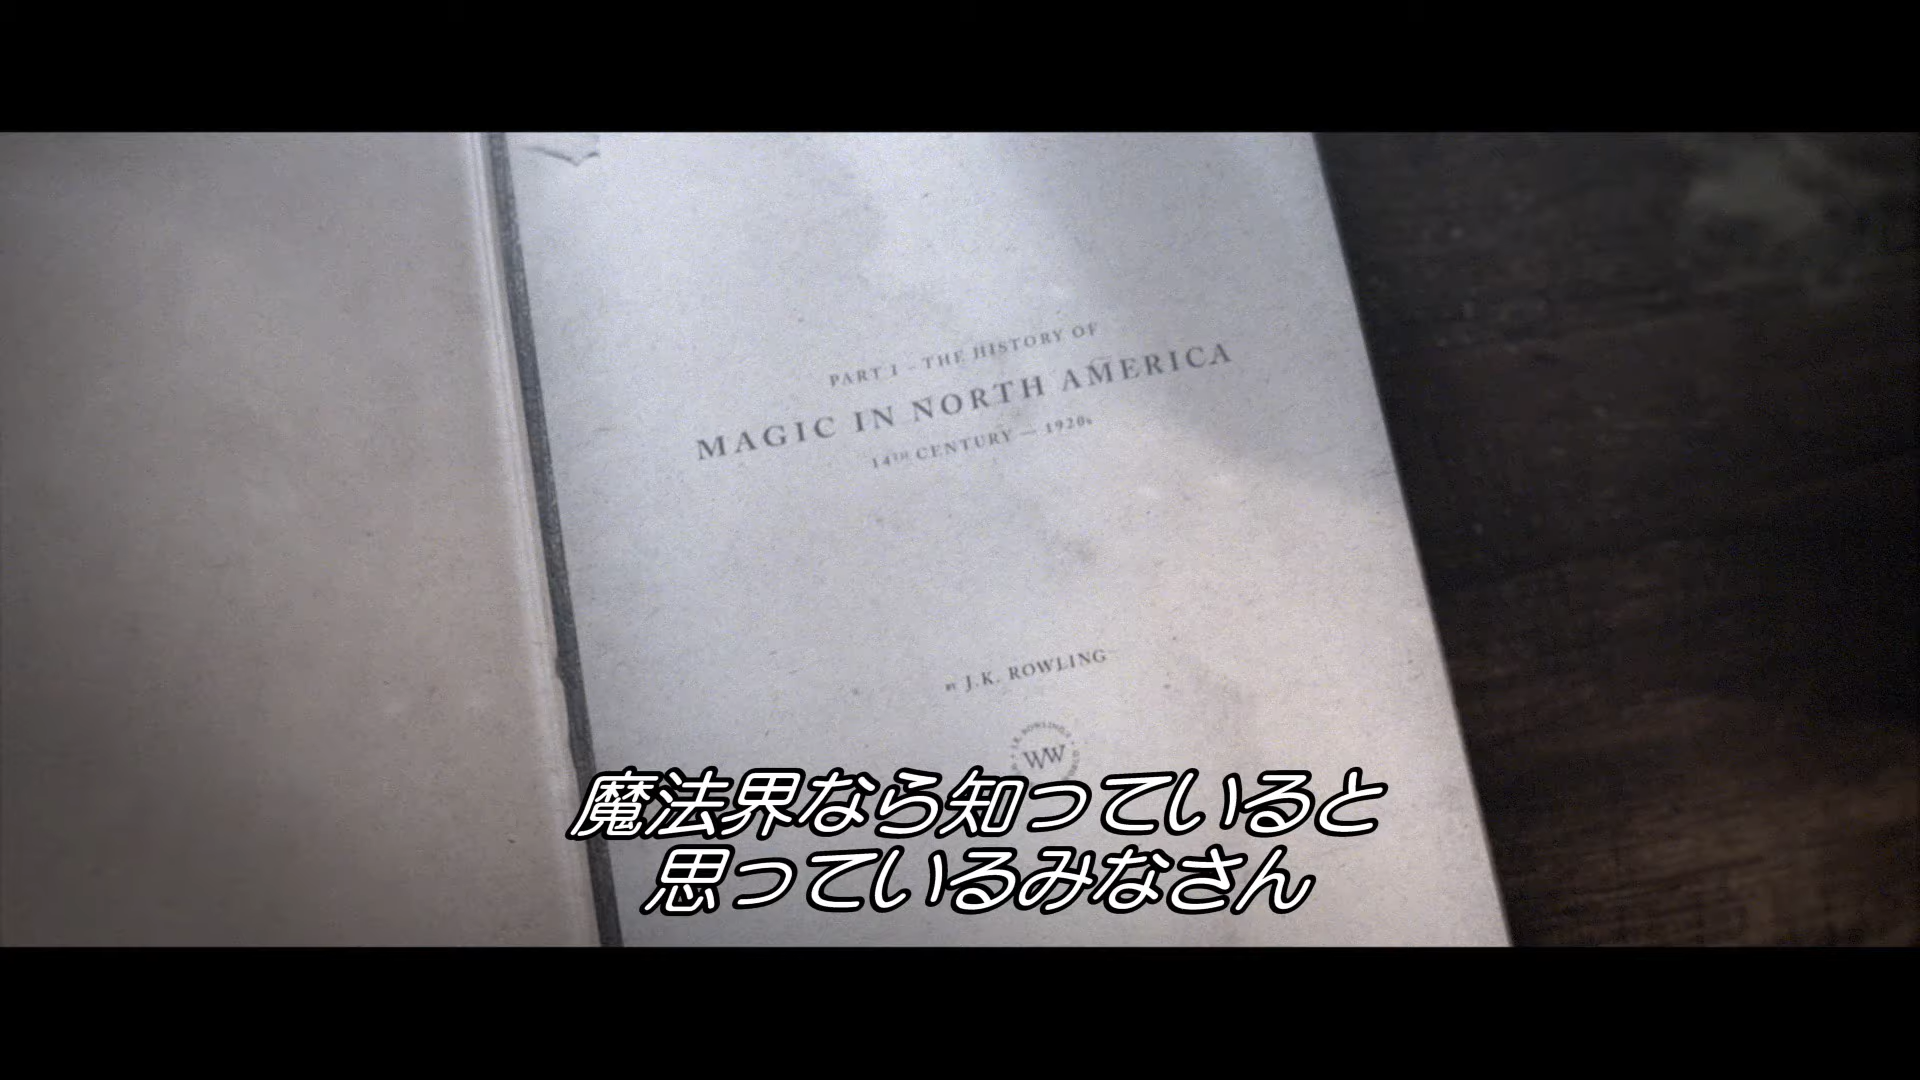 PART I - THE HISTORY OF
MAGIC IN NORTH AMERICA
14TH CENTURY — 1920s
BY J.K. ROWLING
J.K. ROWLING'S
WW
魔法界なら知っていると
思っているみなさん